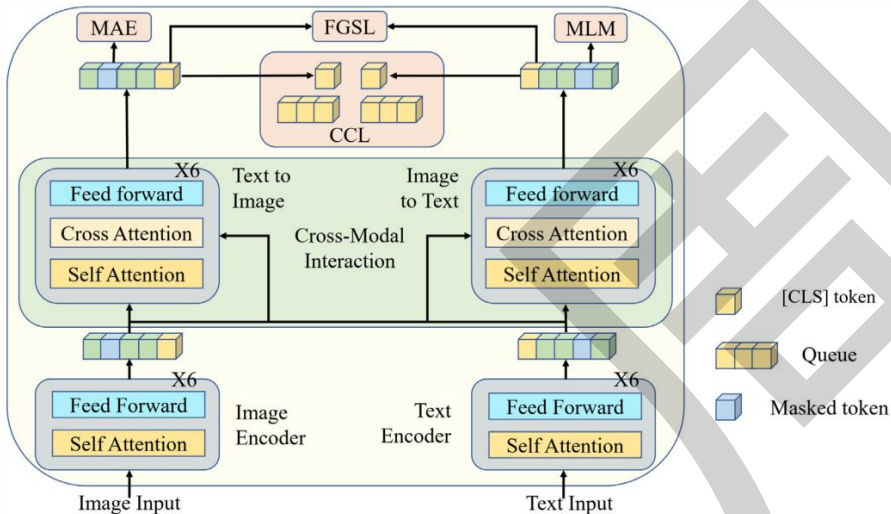 MAE
FGSL
MLM
CCL
X6
Text to
Image
Image
to Text
X6
Feed forward
Cross Attention
Self Attention
Cross-Modal
Interaction
Feed forward
Cross Attention
Self Attention
[CLS] token
Queue
Masked token
X6
Feed Forward
Self Attention
Image
Encoder
Text
Encoder
X6
Feed Forward
Self Attention
Image Input
Text Input